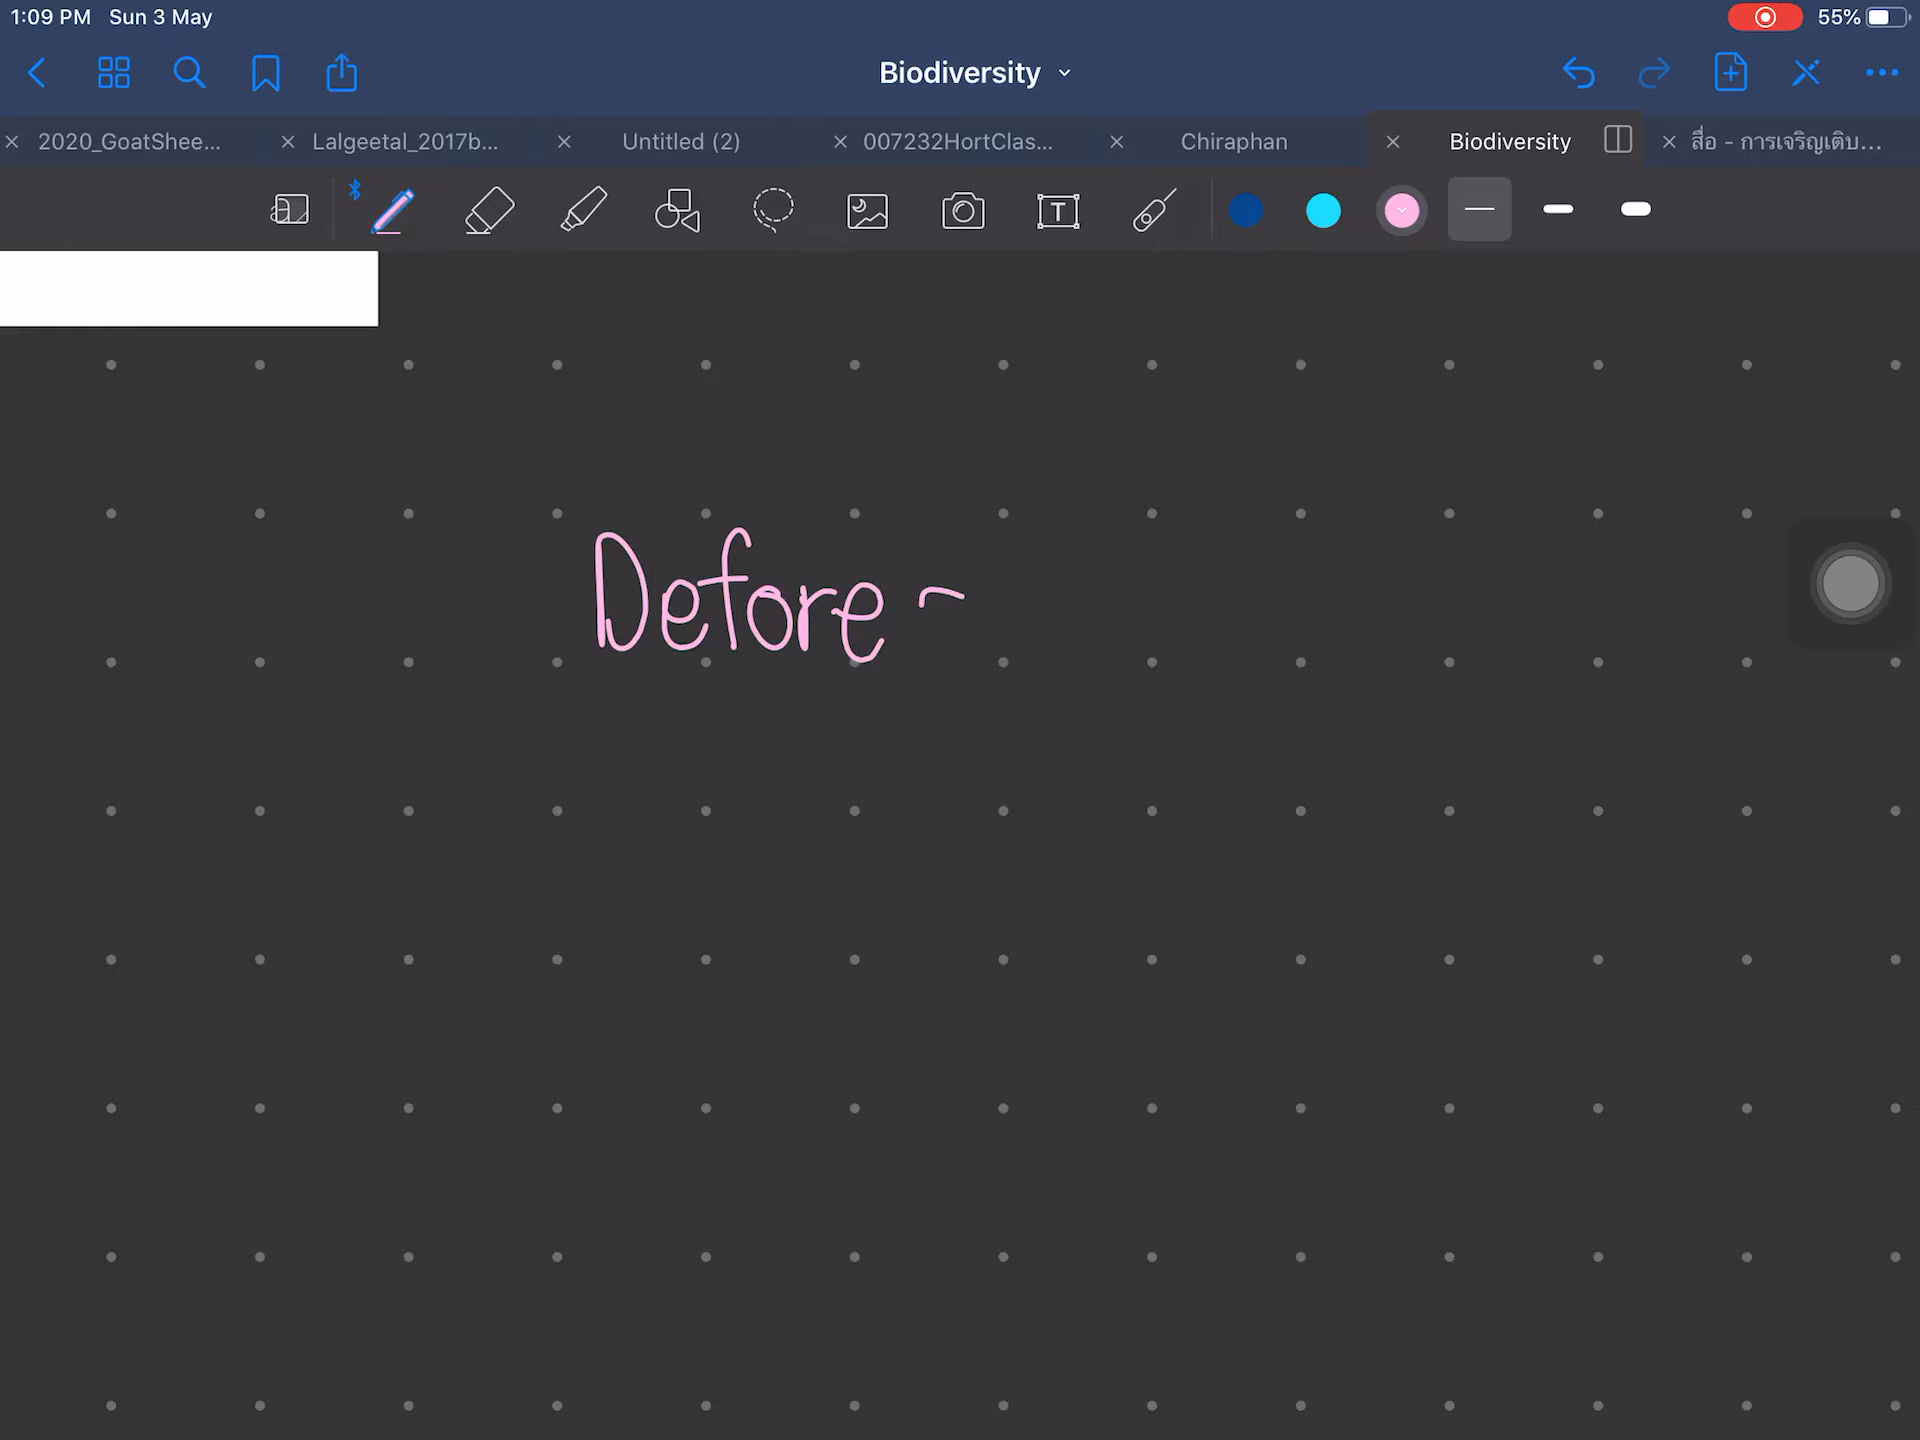 1:09 PM Sun 3 May 55%
Biodiversity
2020_GoatShee... Lalgeetal_2017b... Untitled (2) 007232HortClas... Chiraphan Biodiversity สื่อ - การเจริญเติบ...
Defore -